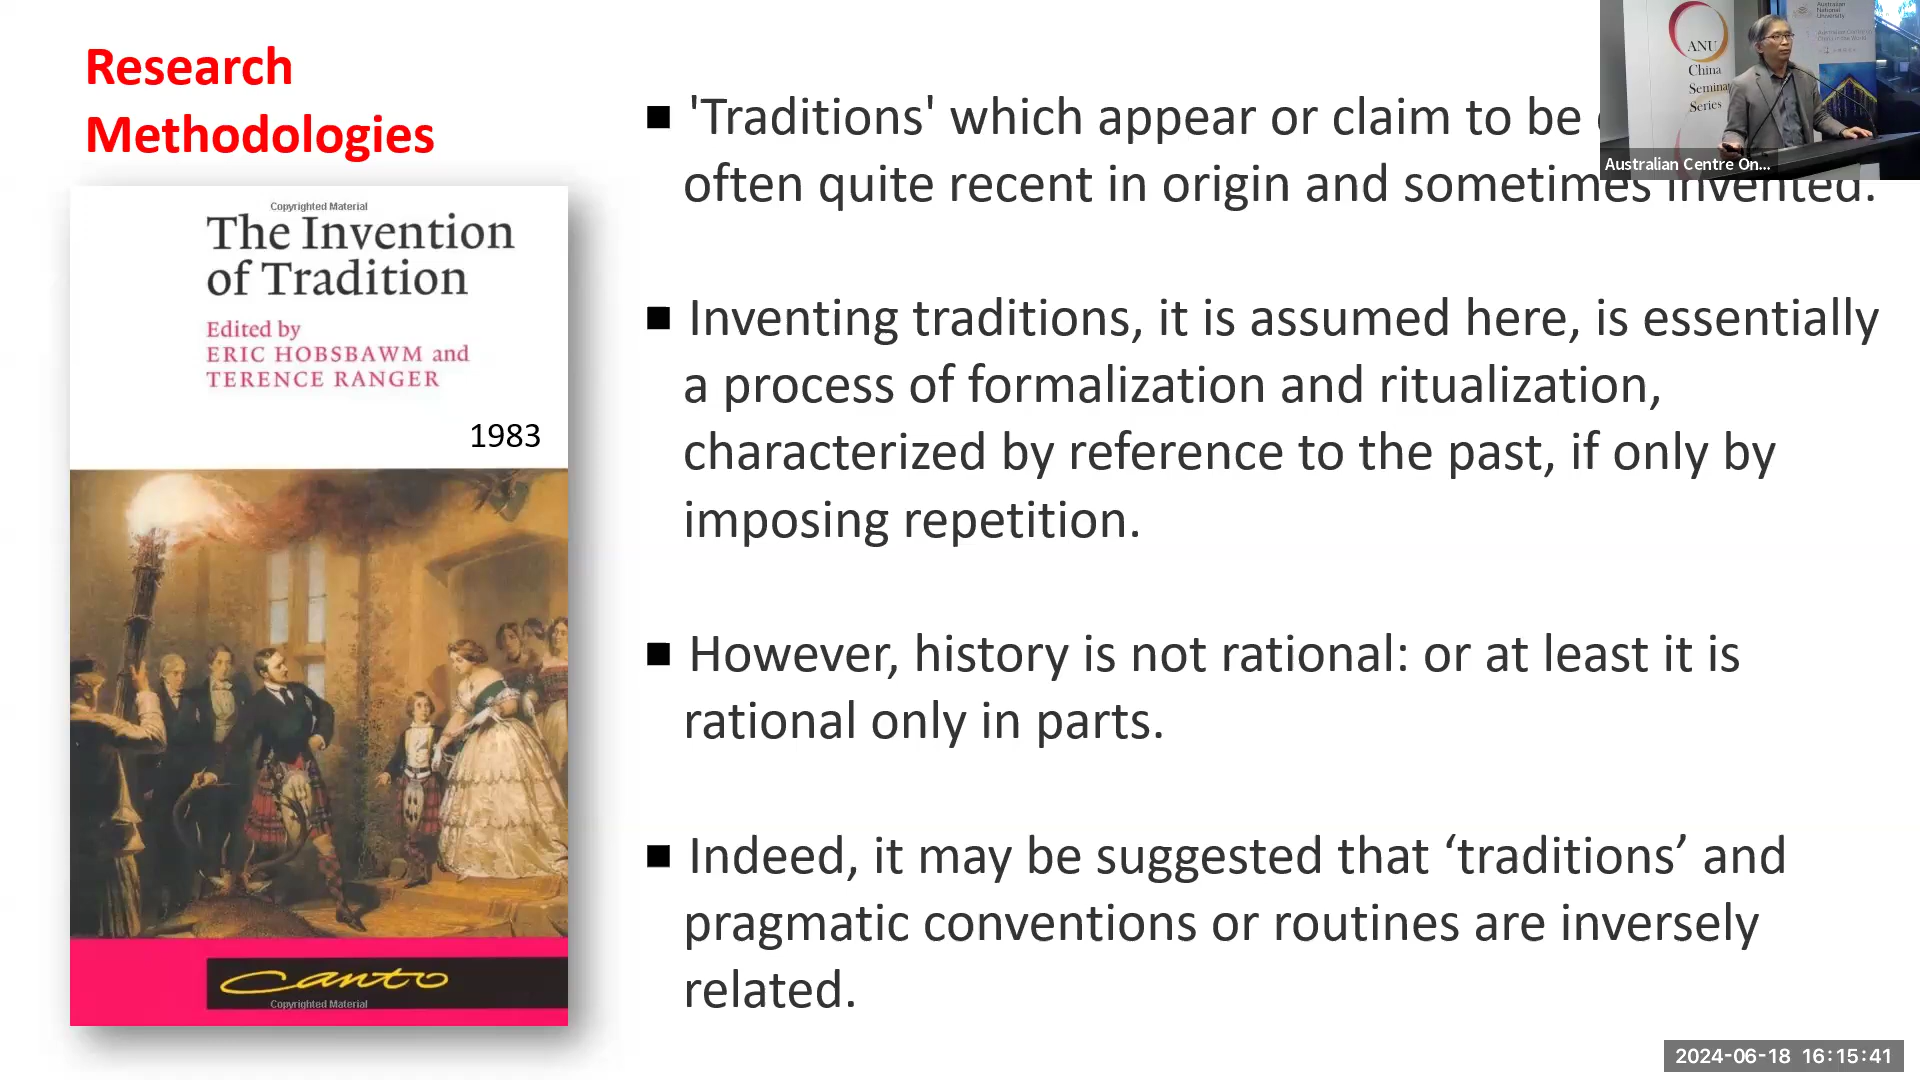 Research
Methodologies
Copyrighted Material
The Invention
of Tradition
Edited by
ERIC HOBSBAWM and
TERENCE RANGER
1983
canto
Copyrighted Material
■ 'Traditions' which appear or claim to be
often quite recent in origin and sometimes invented.
■ Inventing traditions, it is assumed here, is essentially
a process of formalization and ritualization,
characterized by reference to the past, if only by
imposing repetition.
■ However, history is not rational: or at least it is
rational only in parts.
■ Indeed, it may be suggested that ‘traditions’ and
pragmatic conventions or routines are inversely
related.
ANU
China
Seminar
Series
Australian
National
University
Australian Centre On...
2024-06-18 16:15:41